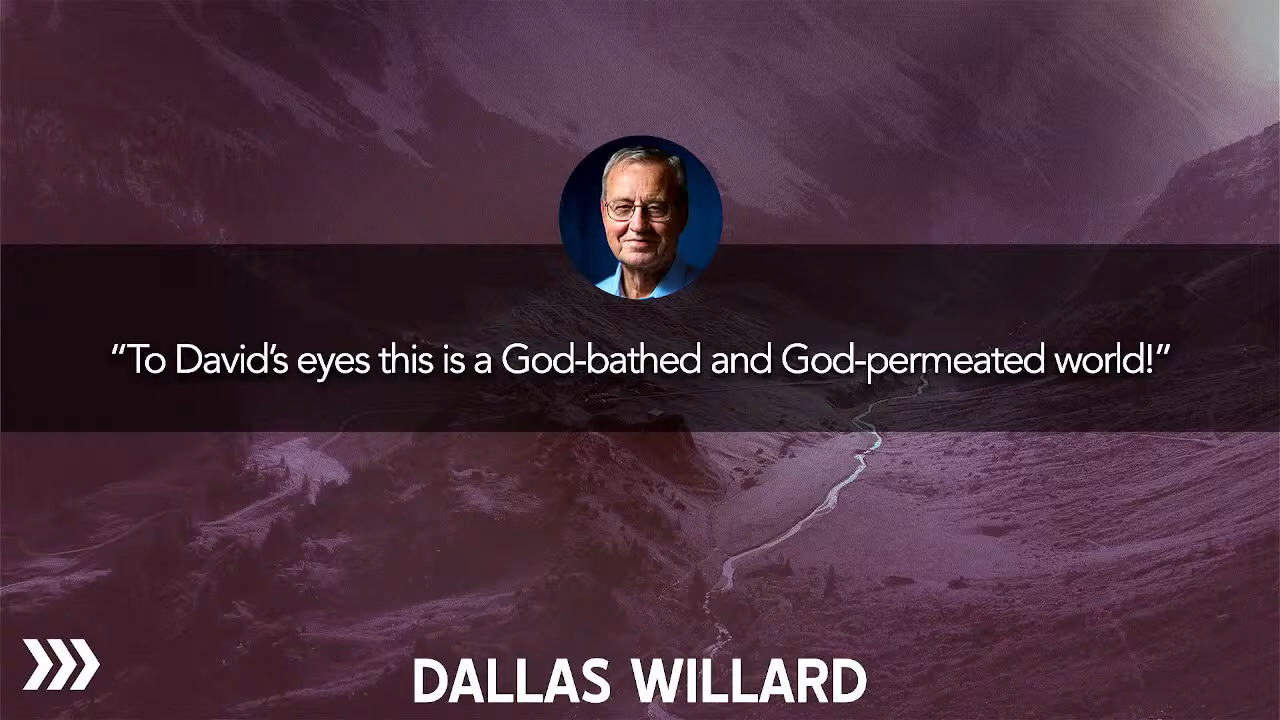 “To David’s eyes this is a God-bathed and God-permeated world!”
DALLAS WILLARD